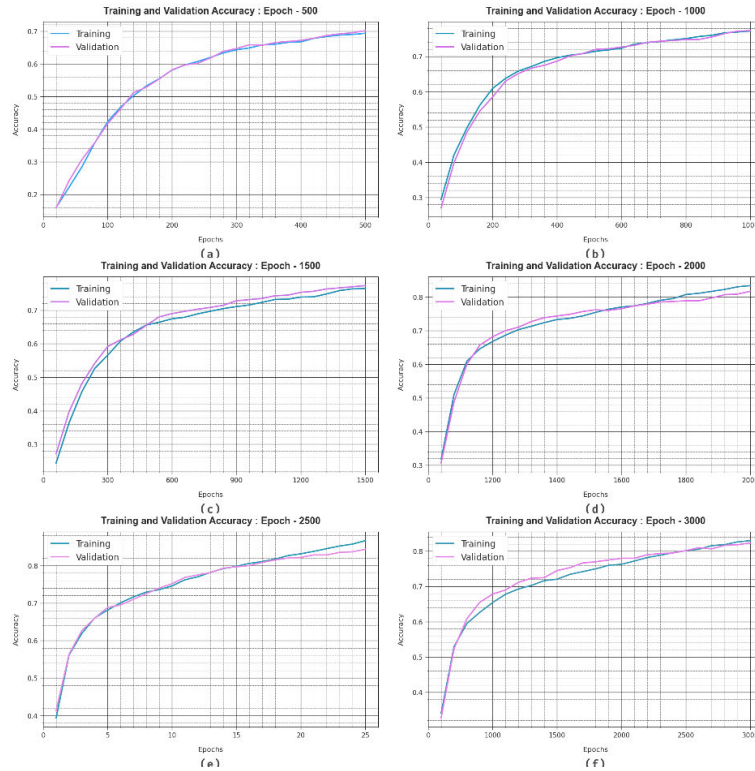 Training and Validation Accuracy : Epoch - 500
Training
Validation
Accuracy
0.7
0.6
0.5
0.4
0.3
0.2
0 100 200 300 400 500
Epochs
(a)
Training and Validation Accuracy : Epoch - 1000
Training
Validation
Accuracy
0.7
0.6
0.5
0.4
0.3
0 200 400 600 800 1000
Epochs
(b)
Training and Validation Accuracy : Epoch - 1500
Training
Validation
Accuracy
0.7
0.6
0.5
0.4
0.3
0 300 600 900 1200 1500
Epochs
(c)
Training and Validation Accuracy : Epoch - 2000
Training
Validation
Accuracy
0.8
0.7
0.6
0.5
0.4
0.3
0 1200 1400 1600 1800 200
Epochs
(d)
Training and Validation Accuracy : Epoch - 2500
Training
Validation
Accuracy
0.8
0.7
0.6
0.5
0.4
0 5 10 15 20 25
Epochs
(e)
Training and Validation Accuracy : Epoch - 3000
Training
Validation
Accuracy
0.8
0.7
0.6
0.5
0.4
0 1000 1500 2000 2500 300
Epochs
(f)